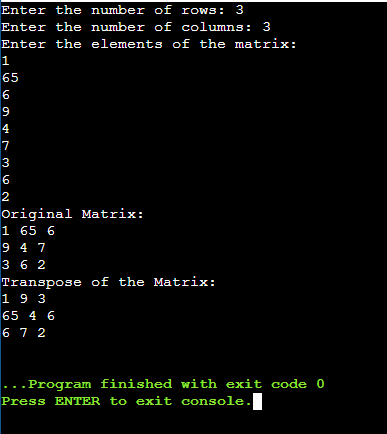 Enter the number of rows: 3
Enter the number of columns: 3
Enter the elements of the matrix:
1
65
6
9
4
7
3
6
2
Original Matrix:
1 65 6
9 4 7
3 6 2
Transpose of the Matrix:
1 9 3
65 4 6
6 7 2
...Program finished with exit code 0
Press ENTER to exit console.